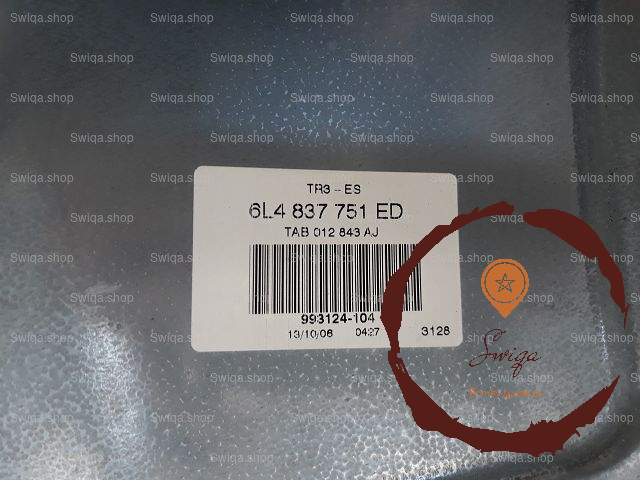 TR3 - ES
6L4 837 751 ED
TAB 012 843 AJ
993124-104
13/10/06 0427 3128
Swiqa
Swiqa.shop